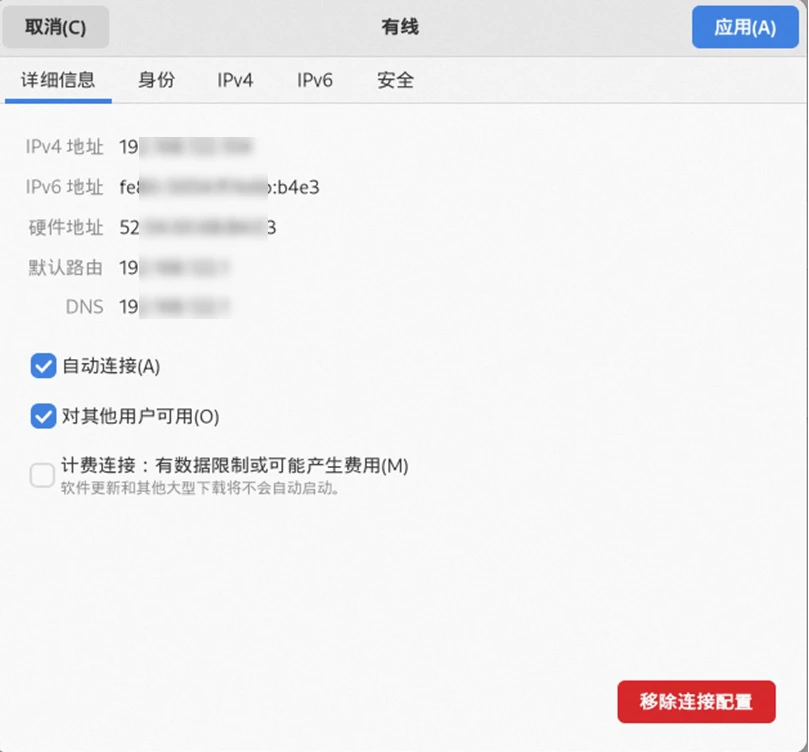 取消(C) 有线 应用(A)
详细信息 身份 IPv4 IPv6 安全
IPv4 地址 19
IPv6 地址 fe8 :b4e3
硬件地址 52 3
默认路由 19
DNS 19
自动连接(A)
对其他用户可用(O)
计费连接：有数据限制或可能产生费用(M)
软件更新和其他大型下载将不会自动启动。
移除连接配置